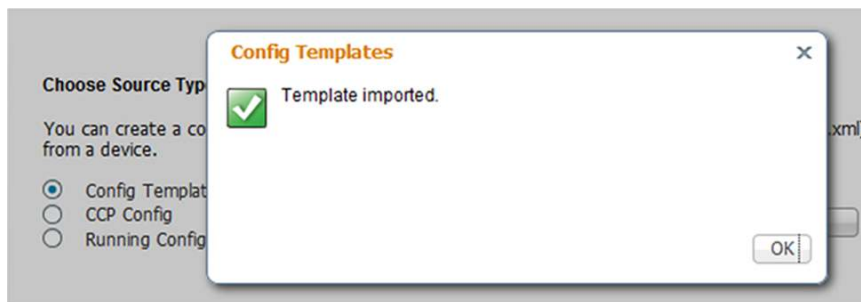 Config Templates
Template imported.
OK
Choose Source Typ
You can create a co
.xml)
from a device.
Config Templat
CCP Config
Running Config